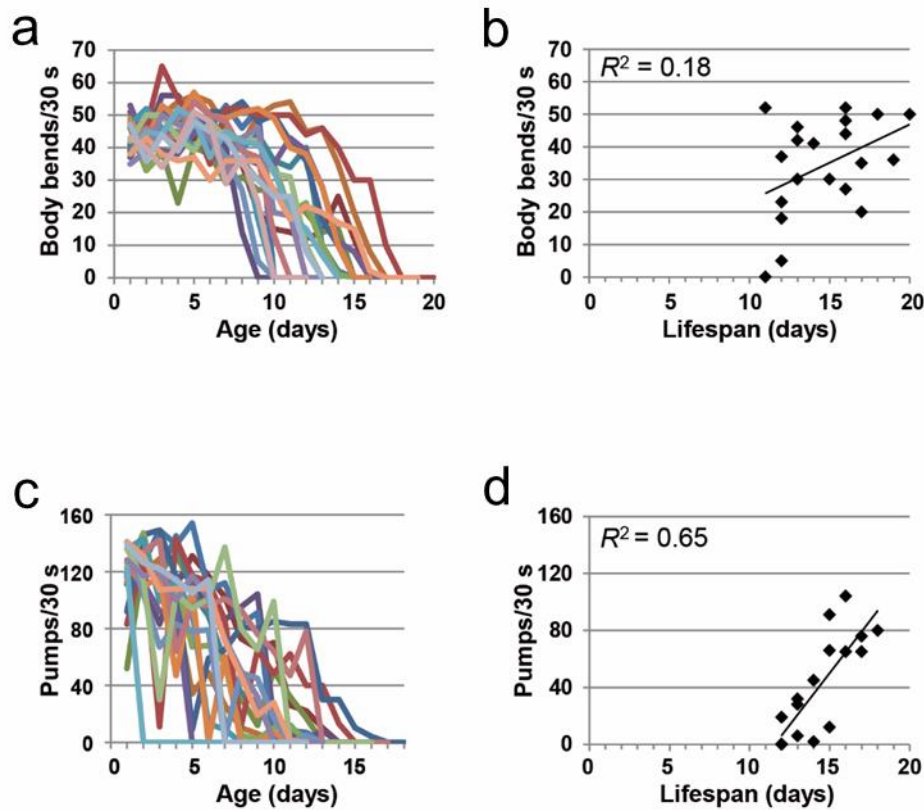 a
70
60
50
40
30
20
10
0
Body bends/30 s
0 5 10 15 20
Age (days)
b
R² = 0.18
70
60
50
40
30
20
10
0
Body bends/30 s
0 5 10 15 20
Lifespan (days)
c
160
120
80
40
0
Pumps/30 s
0 5 10 15
Age (days)
d
R² = 0.65
160
120
80
40
0
Pumps/30 s
0 5 10 15 20
Lifespan (days)